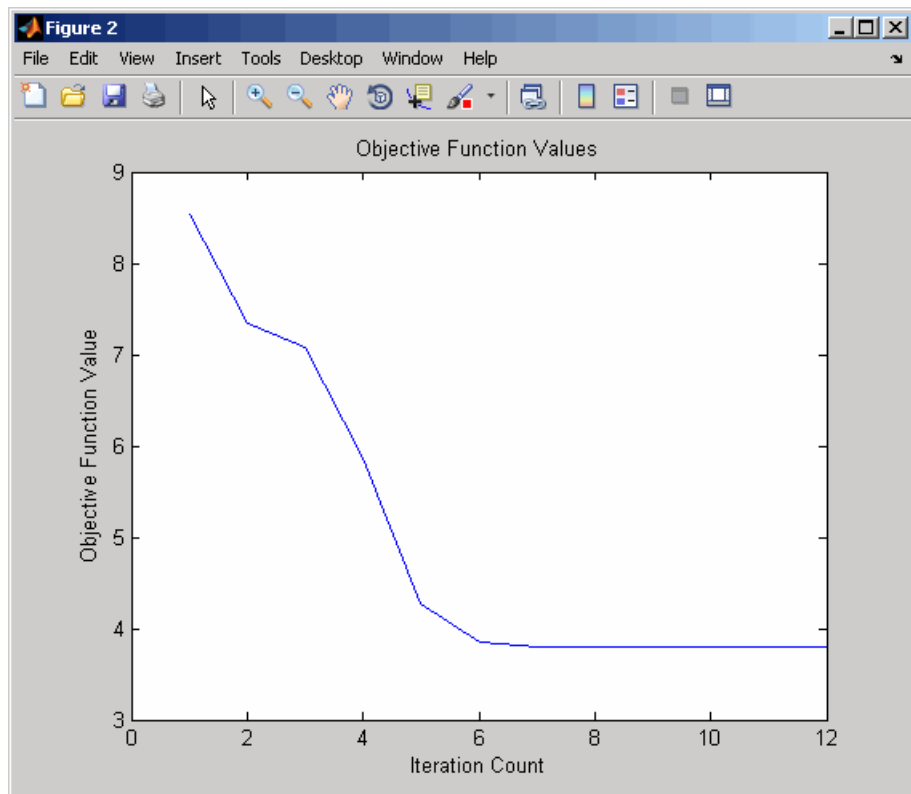 Figure 2
File Edit View Insert Tools Desktop Window Help
Objective Function Values
9
8
7
6
5
4
3
Objective Function Value
0 2 4 6 8 10 12
Iteration Count